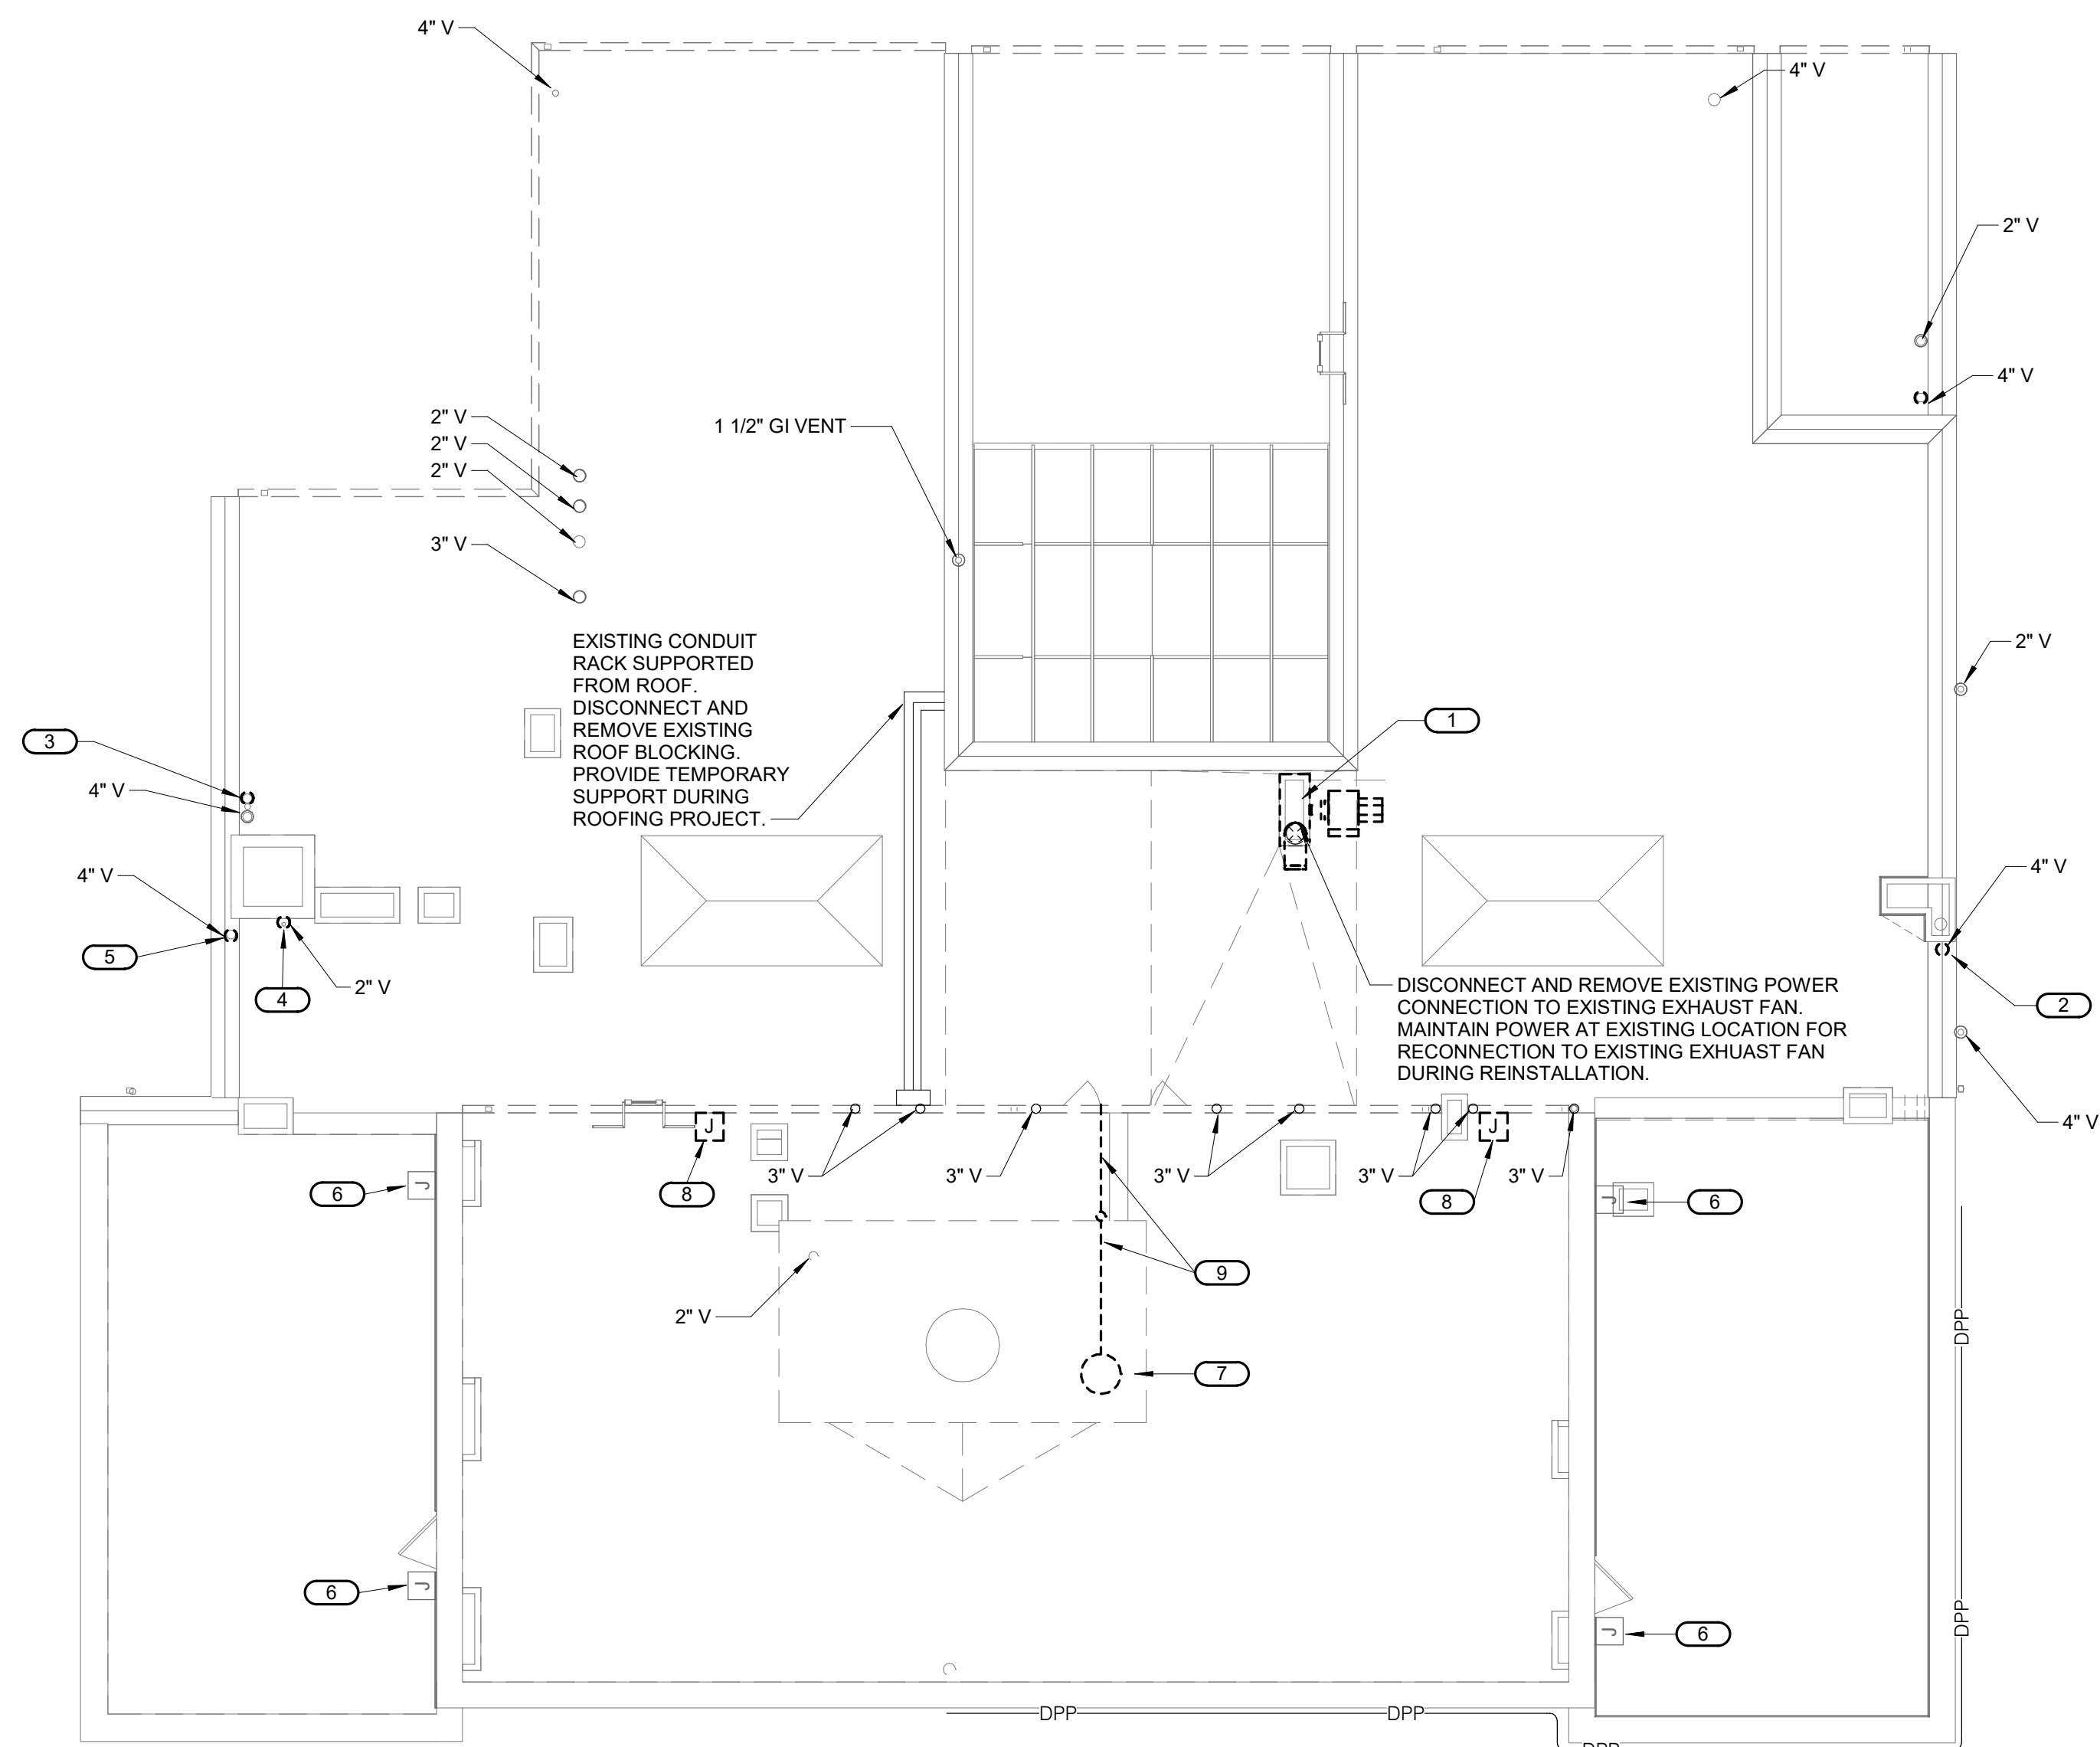 4" V
4" V
2" V
4" V
2" V
2" V
2" V
3" V
1 1/2" GI VENT
2" V
EXISTING CONDUIT
RACK SUPPORTED
FROM ROOF.
DISCONNECT AND
REMOVE EXISTING
ROOF BLOCKING.
PROVIDE TEMPORARY
SUPPORT DURING
ROOFING PROJECT.
1
3
4" V
4" V
5
4
2" V
4" V
2
DISCONNECT AND REMOVE EXISTING POWER
CONNECTION TO EXISTING EXHAUST FAN.
MAINTAIN POWER AT EXISTING LOCATION FOR
RECONNECTION TO EXISTING EXHUAST FAN
DURING REINSTALLATION.
4" V
J
J
3" V
3" V
3" V
3" V
3" V
6
J
8
8
J
6
9
2" V
7
DPP
6
J
J
6
DPP
DPP
DPP
DPP